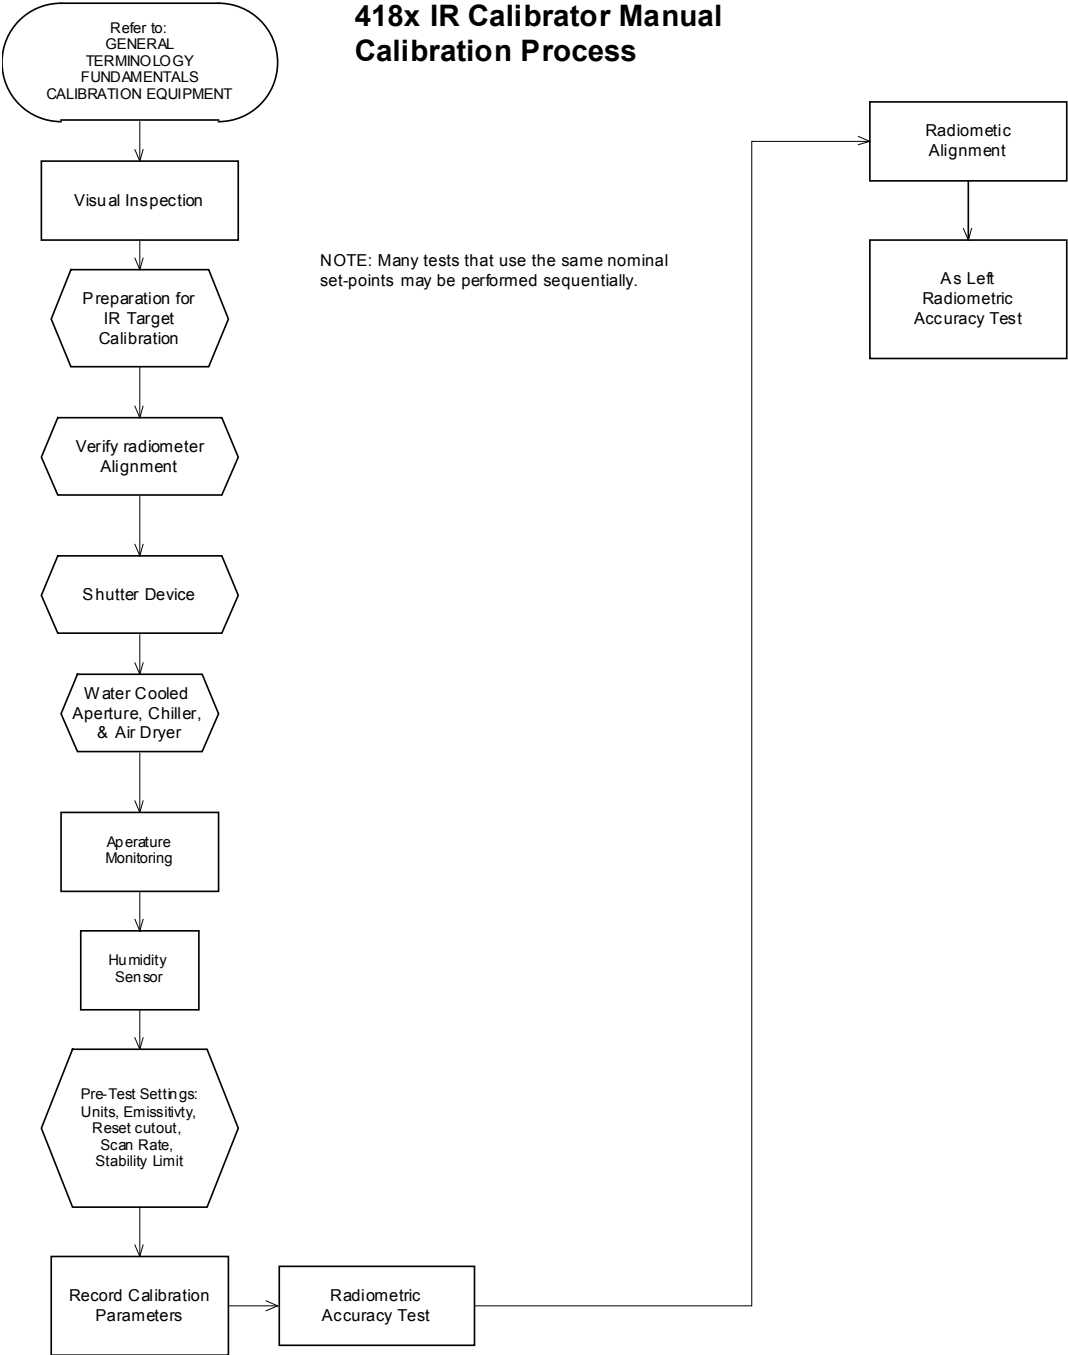 418x IR Calibrator Manual
Calibration Process
Refer to:
GENERAL
TERMINOLOGY
FUNDAMENTALS
CALIBRATION EQUIPMENT
Visual Inspection
NOTE: Many tests that use the same nominal
set-points may be performed sequentially.
Preparation for
IR Target
Calibration
Verify radiometer
Alignment
Shutter Device
Water Cooled
Aperture, Chiller,
& Air Dryer
Aperature
Monitoring
Humidity
Sensor
Pre-Test Settings:
Units, Emissitivty,
Reset cutout,
Scan Rate,
Stability Limit
Record Calibration
Parameters
Radiometric
Accuracy Test
Radiometic
Alignment
As Left
Radiometric
Accuracy Test